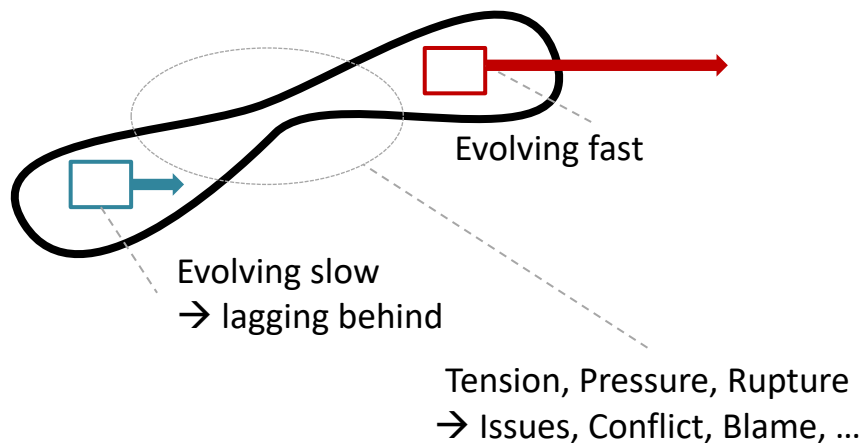 Evolving fast
Evolving slow
→ lagging behind
Tension, Pressure, Rupture
→ Issues, Conflict, Blame, ...